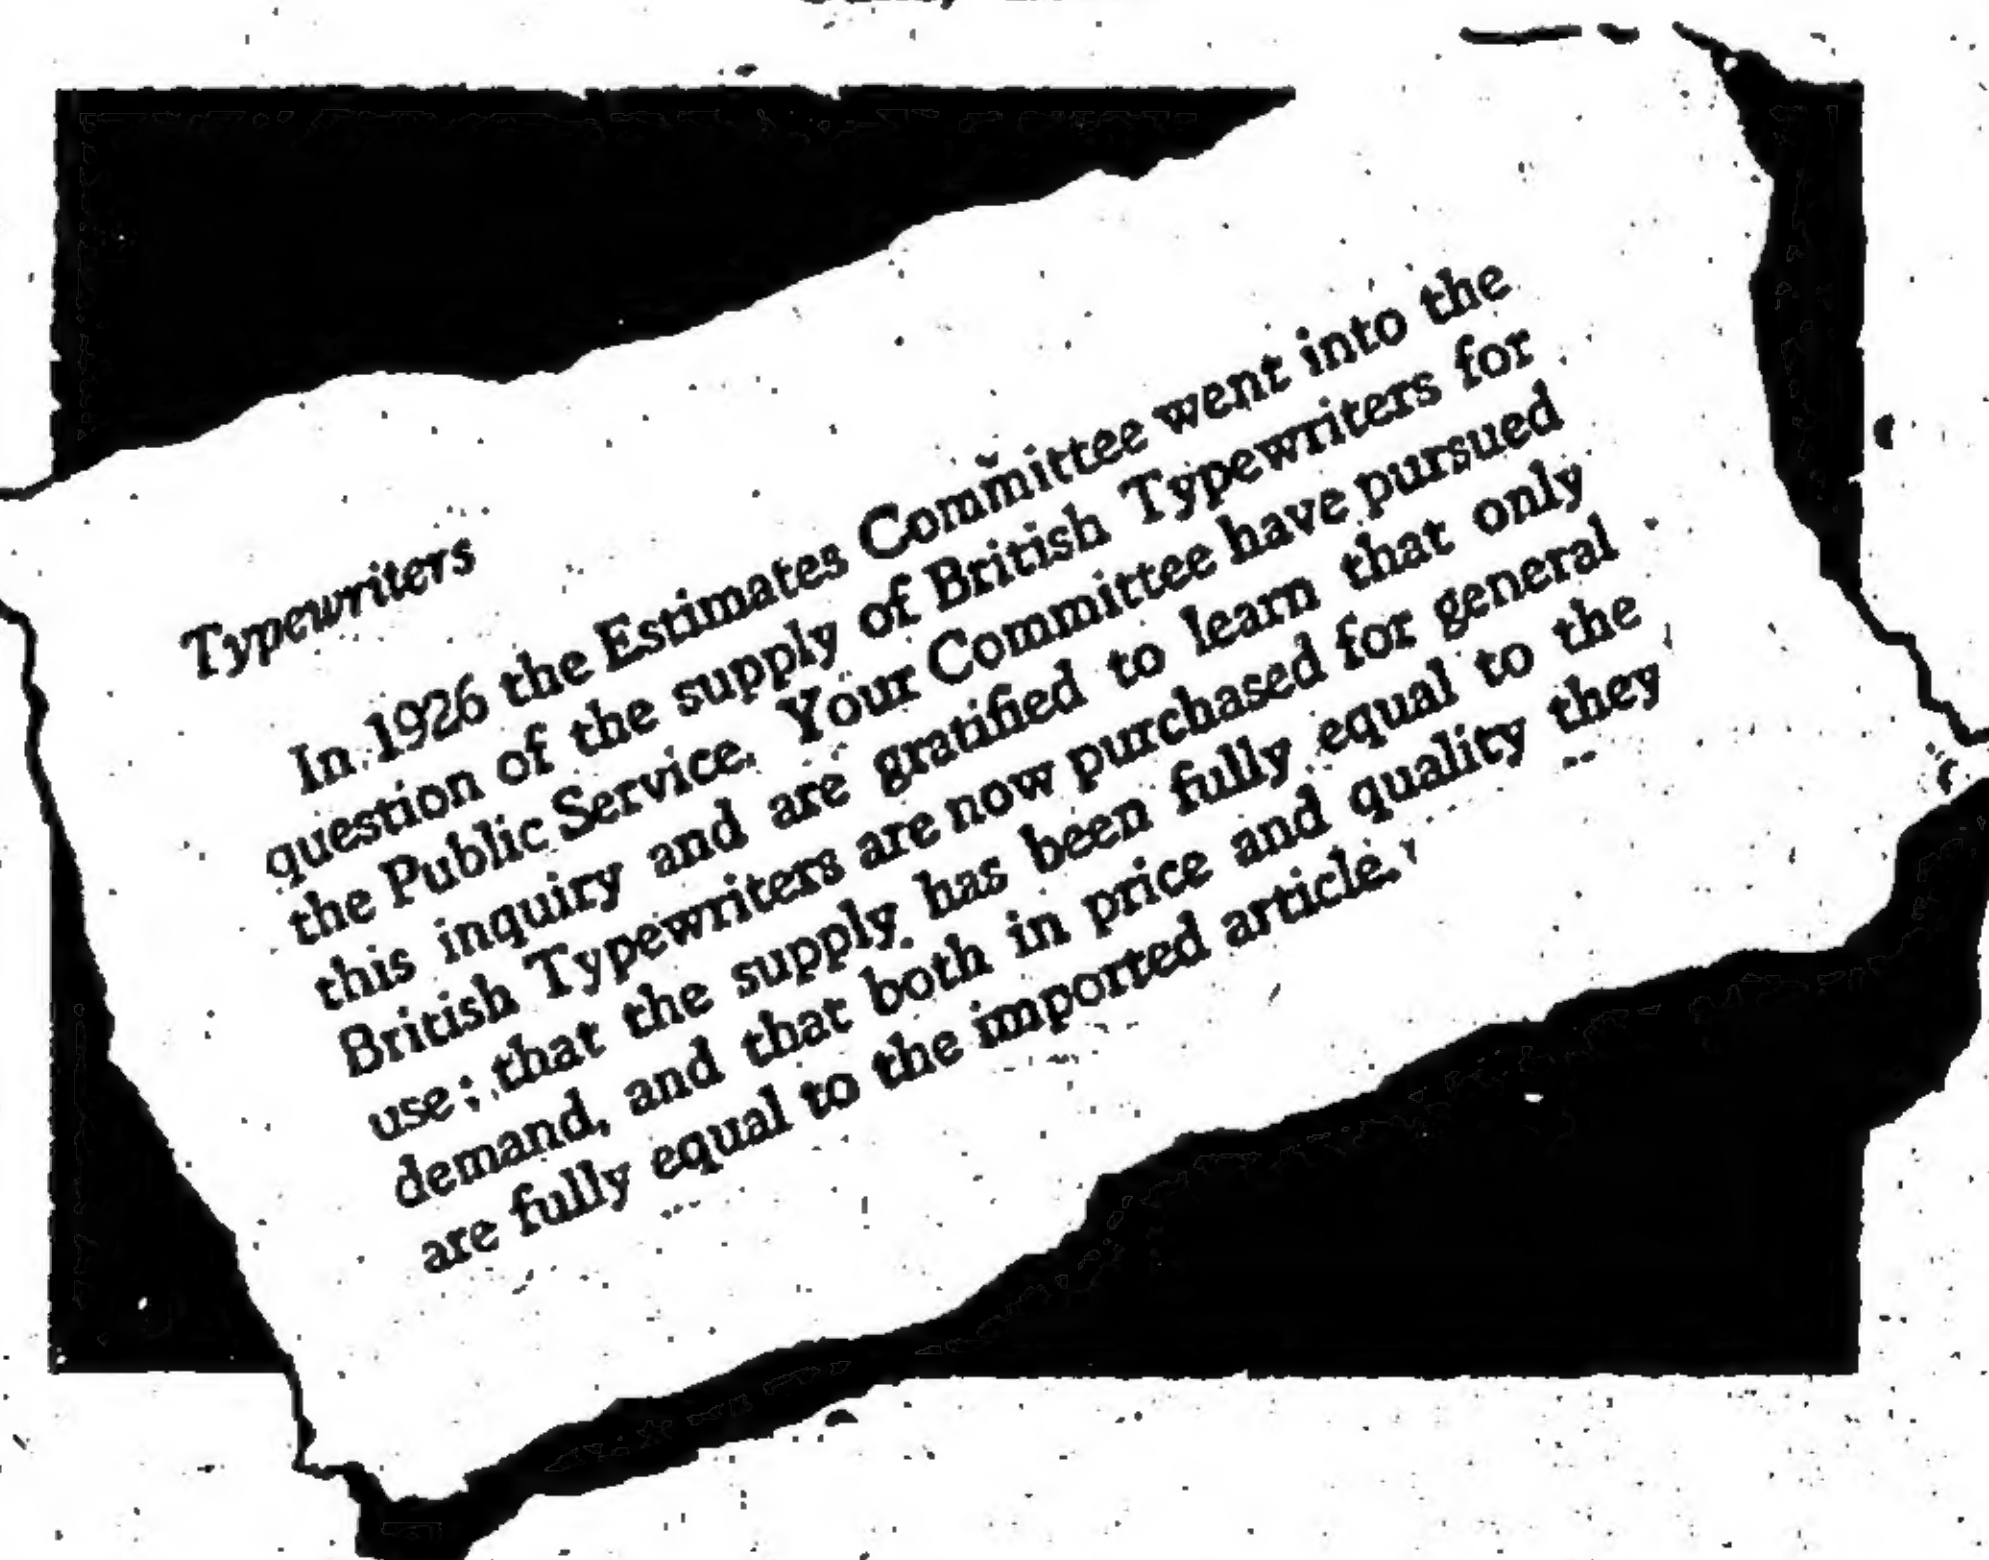 Typewriters
In 1926 the Estimates Committee went into the
question of the supply of British Typewriters for
the Public Service. Your Committee have pursued
this inquiry and are gratified to learn that only
British Typewriters are now purchased for general
use; that the supply has been fully equal to the
demand, and that both in price and quality they
are fully equal to the imported article.